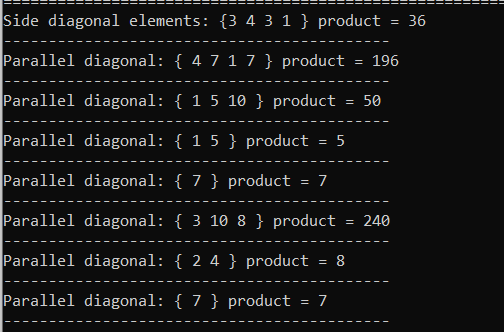 ================================================
Side diagonal elements: {3 4 3 1 } product = 36
-------------------------------------------
Parallel diagonal: { 4 7 1 7 } product = 196
-------------------------------------------
Parallel diagonal: { 1 5 10 } product = 50
-------------------------------------------
Parallel diagonal: { 1 5 } product = 5
-------------------------------------------
Parallel diagonal: { 7 } product = 7
-------------------------------------------
Parallel diagonal: { 3 10 8 } product = 240
-------------------------------------------
Parallel diagonal: { 2 4 } product = 8
-------------------------------------------
Parallel diagonal: { 7 } product = 7
-------------------------------------------